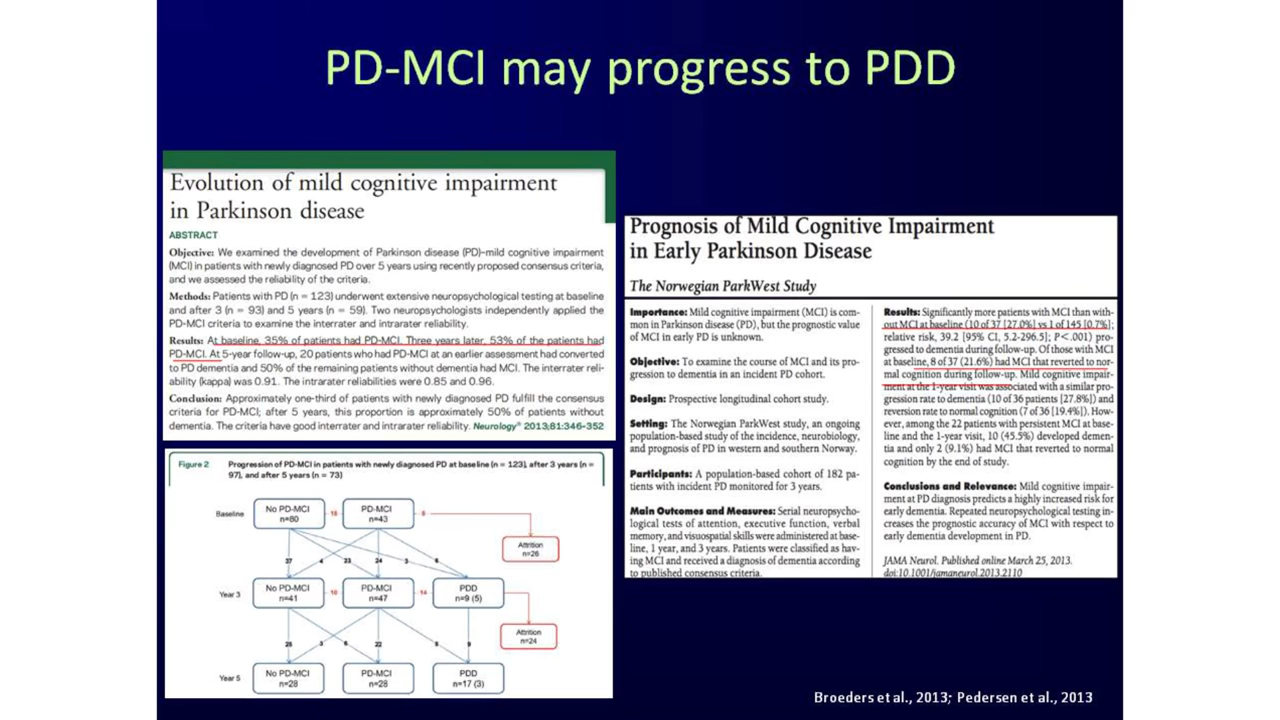 PD-MCI may progress to PDD
Evolution of mild cognitive impairment
in Parkinson disease
ABSTRACT
Objective: We examined the development of Parkinson disease (PD)–mild cognitive impairment
(MCI) in patients with newly diagnosed PD over 5 years using recently proposed consensus criteria,
and we assessed the reliability of the criteria.
Methods: Patients with PD (n = 123) underwent extensive neuropsychological testing at baseline
and after 3 (n = 93) and 5 years (n = 59). Two neuropsychologists independently applied the
PD-MCI criteria to examine the interrater and intrarater reliability.
Results: At baseline, 35% of patients had PD-MCI. Three years later, 53% of the patients had
PD-MCI. At 5-year follow-up, 20 patients who had PD-MCI at an earlier assessment had converted
to PD dementia and 50% of the remaining patients without dementia had MCI. The interrater reli-
ability (kappa) was 0.91. The intrarater reliabilities were 0.85 and 0.96.
Conclusion: Approximately one-third of patients with newly diagnosed PD fulfill the consensus
criteria for PD-MCI; after 5 years, this proportion is approximately 50% of patients without
dementia. The criteria have good interrater and intrarater reliability. Neurology® 2013;81:346–352
Figure 2 Progression of PD-MCI in patients with newly diagnosed PD at baseline (n = 123), after 3 years (n =
97), and after 5 years (n = 73)
Baseline
No PD-MCI
n=80
15
PD-MCI
n=43
Attrition
n=26
37
23
24
Year 3
No PD-MCI
n=41
10
PD-MCI
n=47
14
PDD
n=9 (5)
Attrition
n=24
25
22
Year 5
No PD-MCI
n=28
PD-MCI
n=28
PDD
n=17 (3)
Prognosis of Mild Cognitive Impairment
in Early Parkinson Disease
The Norwegian ParkWest Study
Importance: Mild cognitive impairment (MCI) is com-
mon in Parkinson disease (PD), but the prognostic value
of MCI in early PD is unknown.
Objective: To examine the course of MCI and its pro-
gression to dementia in an incident PD cohort.
Design: Prospective longitudinal cohort study.
Setting: The Norwegian ParkWest study, an ongoing
population-based study of the incidence, neurobiology,
and prognosis of PD in western and southern Norway.
Participants: A population-based cohort of 182 pa-
tients with incident PD monitored for 3 years.
Main Outcomes and Measures: Serial neuropsycho-
logical tests of attention, executive function, verbal
memory, and visuospatial skills were administered at base-
line, 1 year, and 3 years. Patients were classified as hav-
ing MCI and received a diagnosis of dementia according
to published consensus criteria.
Results: Significantly more patients with MCI than with-
out MCI at baseline (10 of 37 [27.0%] vs 1 of 145 [0.7%];
relative risk, 39.2 [95% CI, 5.2-296.5]; P<.001) pro-
gressed to dementia during follow-up. Of those with MCI
at baseline, 8 of 37 (21.6%) had MCI that reverted to nor-
mal cognition during follow-up. Mild cognitive impair-
ment at the 1-year visit was associated with a similar pro-
gression rate to dementia (10 of 36 patients [27.8%]) and
reversion rate to normal cognition (7 of 36 [19.4%]). How-
ever, among the 22 patients with persistent MCI at base-
line and the 1-year visit, 10 (45.5%) developed demen-
tia and only 2 (9.1%) had MCI that reverted to normal
cognition by the end of study.
Conclusions and Relevance: Mild cognitive impair-
ment at PD diagnosis predicts a highly increased risk for
early dementia. Repeated neuropsychological testing in-
creases the prognostic accuracy of MCI with respect to
early dementia development in PD.
JAMA Neurol. Published online March 25, 2013.
doi:10.1001/jamaneurol.2013.2110
Broeders et al., 2013; Pedersen et al., 2013